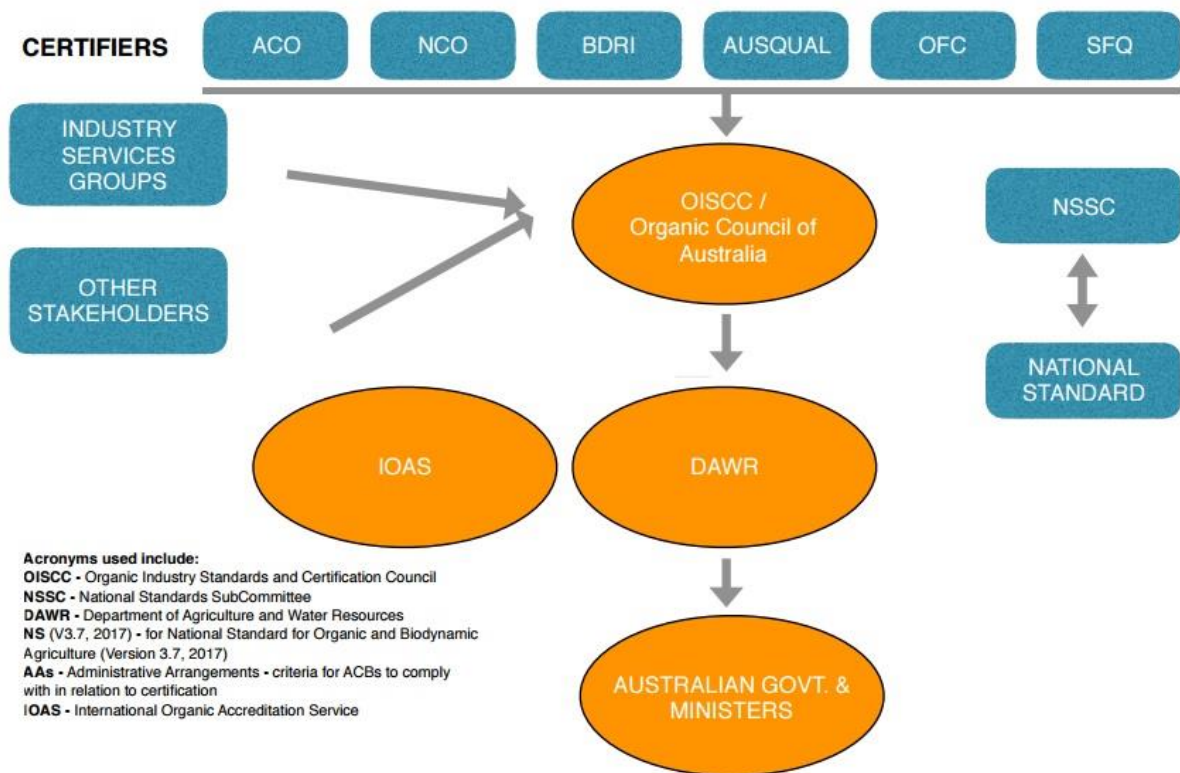 CERTIFIERS
ACO
NCO
BDRI
AUSQUAL
OFC
SFQ
INDUSTRY
SERVICES
GROUPS
OISCC /
Organic Council of
Australia
NSSC
OTHER
STAKEHOLDERS
NATIONAL
STANDARD
IOAS
DAWR
Acronyms used include:
OISCC - Organic Industry Standards and Certification Council
NSSC - National Standards SubCommittee
DAWR - Department of Agriculture and Water Resources
NS (V3.7, 2017) - for National Standard for Organic and Biodynamic
Agriculture (Version 3.7, 2017)
AAs - Administrative Arrangements - criteria for ACBs to comply
with in relation to certification
IOAS - International Organic Accreditation Service
AUSTRALIAN GOVT. &
MINISTERS